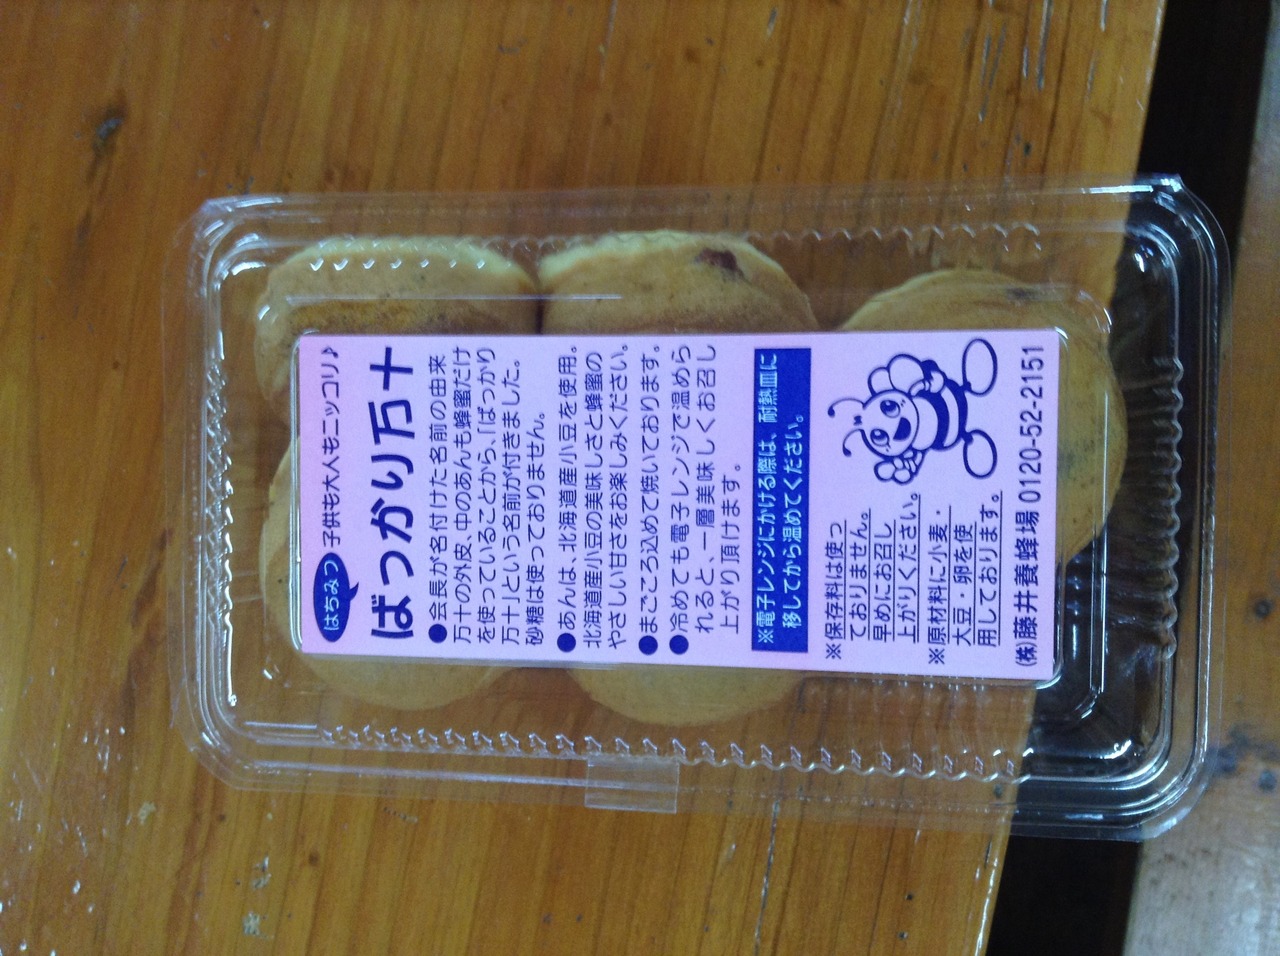 はちみつ 子供も大人もニッコリ♪
ばっかり万十
●会長が名付けた名前の由来
万十の外皮、中のあんも蜂蜜だけ
を使っていることから、「ばっかり
万十」という名前が付きました。
砂糖は使っておりません。
●あんは、北海道産小豆を使用。
北海道産小豆の美味しさと蜂蜜の
やさしい甘さをお楽しみください。
●まごころ込めて焼いております。
●冷めても電子レンジで温めら
れると、一層美味しくお召し
上がり頂けます。
※電子レンジにかける際は、耐熱皿に
移してから温めてください。
※保存料は使っ
ておりません。
早めにお召し
上がりください。
※原材料に小麦・
大豆・卵を使
用しております。
㈱藤井養蜂場 0120-52-2151